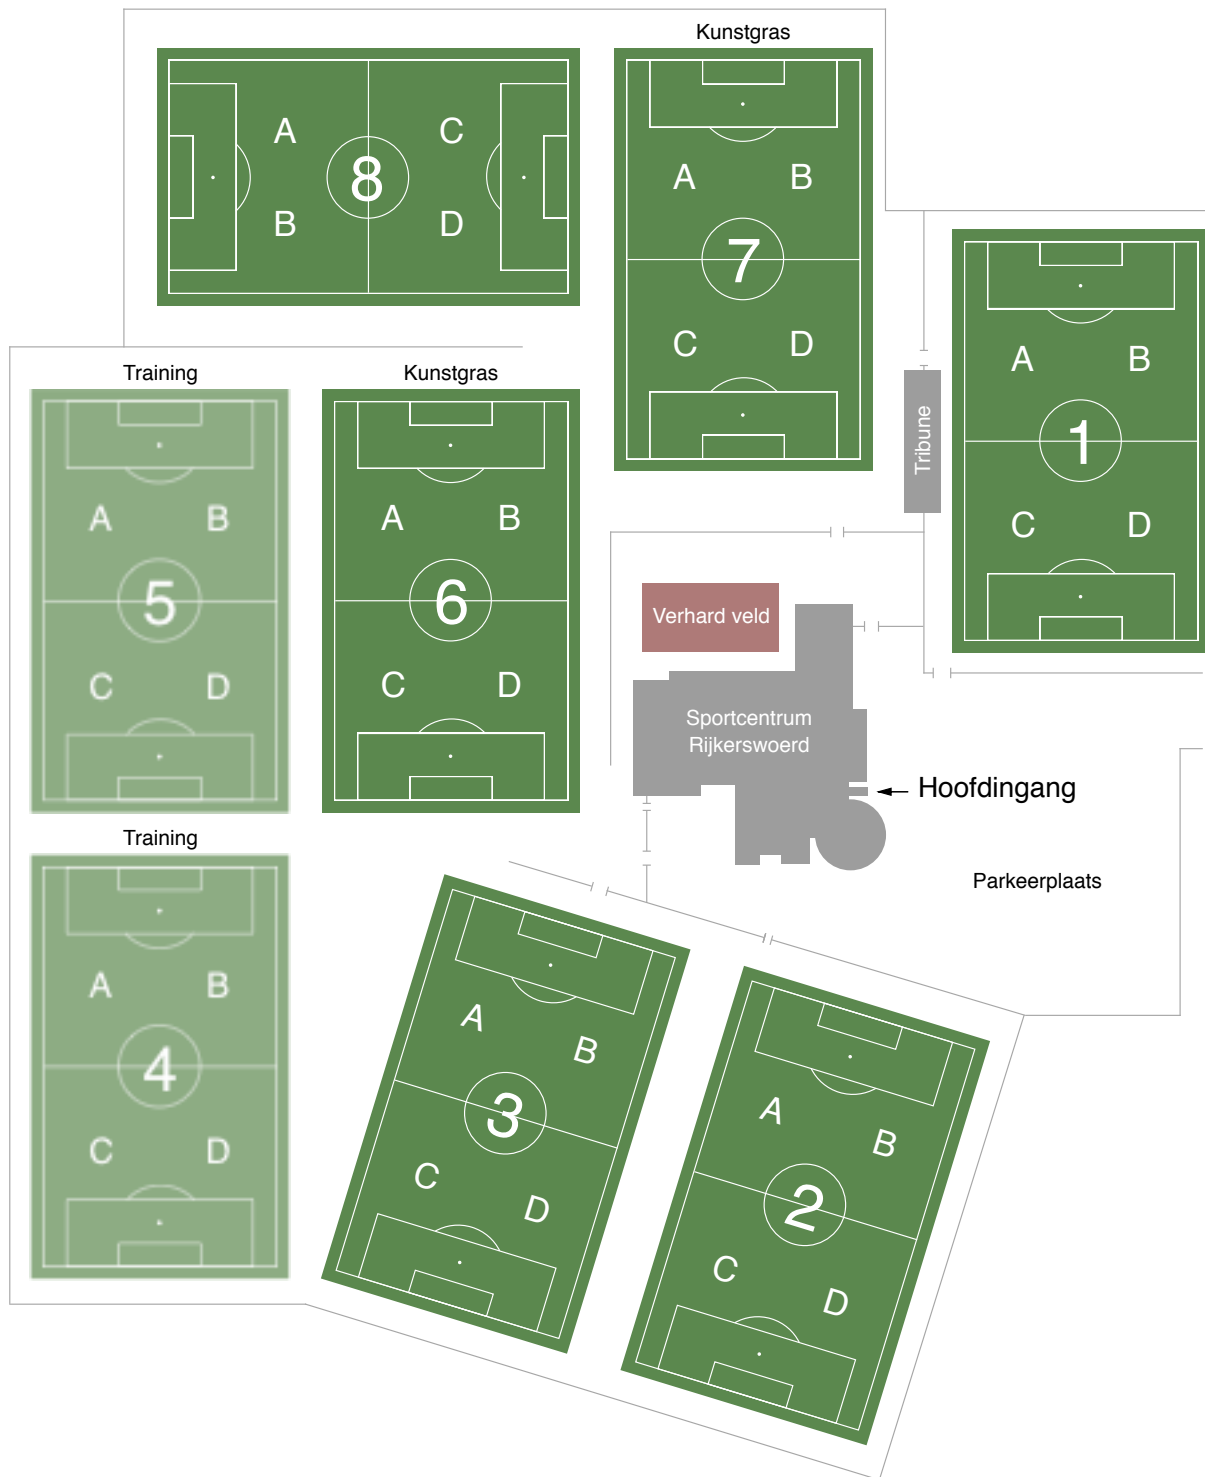 Kunstgras
A
C
8
B
D
A
B
7
C
D
A
B
Tribune
1
C
D
Training
A
B
5
C
D
Kunstgras
A
B
6
C
D
Verhard veld
Sportcentrum
Rijkerswoerd
Hoofdingang
Parkeerplaats
Training
A
B
4
C
D
A
B
3
C
D
A
B
2
C
D